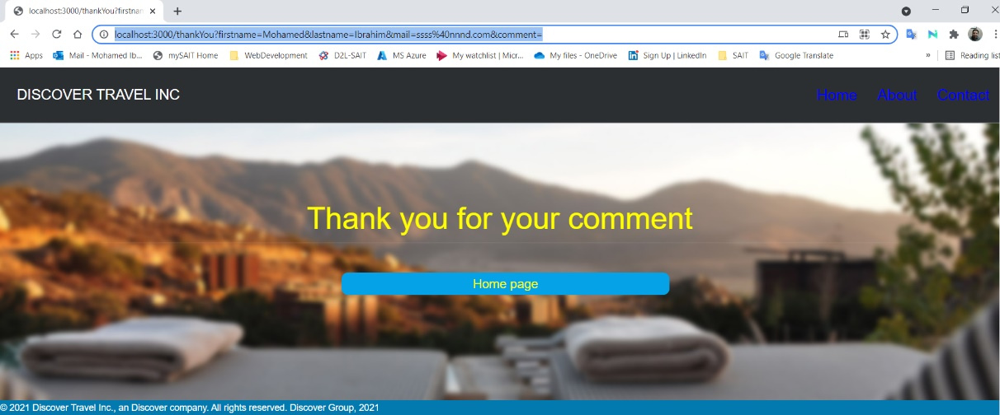 localhost:3000/thankYou?firstnan
localhost:3000/thankYou?firstname=Mohamed&lastname=Ibrahim&mail=ssss%40nnnd.com&comment=
Apps Mail - Mohamed Ib... mySAIT Home WebDevelopment D2L-SAIT MS Azure My watchlist | Micr... My files - OneDrive Sign Up | LinkedIn SAIT Google Translate » Reading list
DISCOVER TRAVEL INC Home About Contact
Thank you for your comment
Home page
© 2021 Discover Travel Inc., an Discover company. All rights reserved. Discover Group, 2021